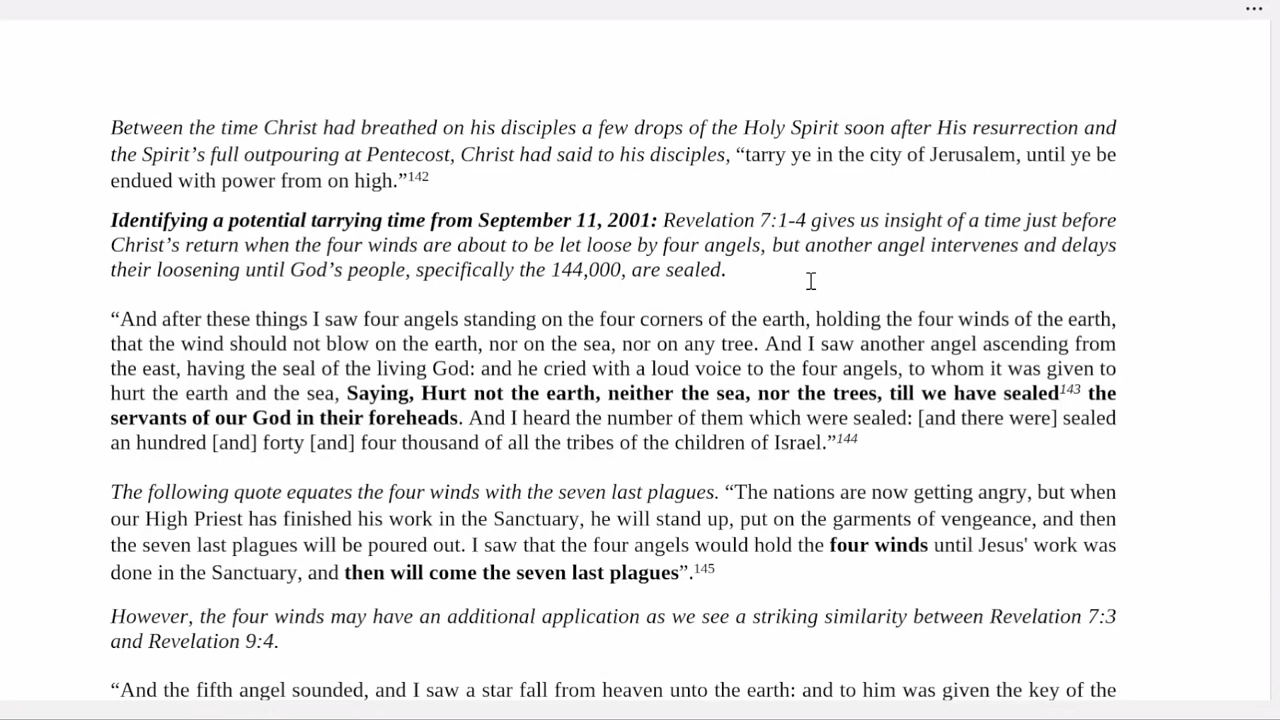 Between the time Christ had breathed on his disciples a few drops of the Holy Spirit soon after His resurrection and
the Spirit’s full outpouring at Pentecost, Christ had said to his disciples, “tarry ye in the city of Jerusalem, until ye be
endued with power from on high.”142
Identifying a potential tarrying time from September 11, 2001: Revelation 7:1-4 gives us insight of a time just before
Christ’s return when the four winds are about to be let loose by four angels, but another angel intervenes and delays
their loosening until God’s people, specifically the 144,000, are sealed.
“And after these things I saw four angels standing on the four corners of the earth, holding the four winds of the earth,
that the wind should not blow on the earth, nor on the sea, nor on any tree. And I saw another angel ascending from
the east, having the seal of the living God: and he cried with a loud voice to the four angels, to whom it was given to
hurt the earth and the sea, Saying, Hurt not the earth, neither the sea, nor the trees, till we have sealed143 the
servants of our God in their foreheads. And I heard the number of them which were sealed: [and there were] sealed
an hundred [and] forty [and] four thousand of all the tribes of the children of Israel.”144
The following quote equates the four winds with the seven last plagues. “The nations are now getting angry, but when
our High Priest has finished his work in the Sanctuary, he will stand up, put on the garments of vengeance, and then
the seven last plagues will be poured out. I saw that the four angels would hold the four winds until Jesus' work was
done in the Sanctuary, and then will come the seven last plagues”.145
However, the four winds may have an additional application as we see a striking similarity between Revelation 7:3
and Revelation 9:4.
“And the fifth angel sounded, and I saw a star fall from heaven unto the earth: and to him was given the key of the